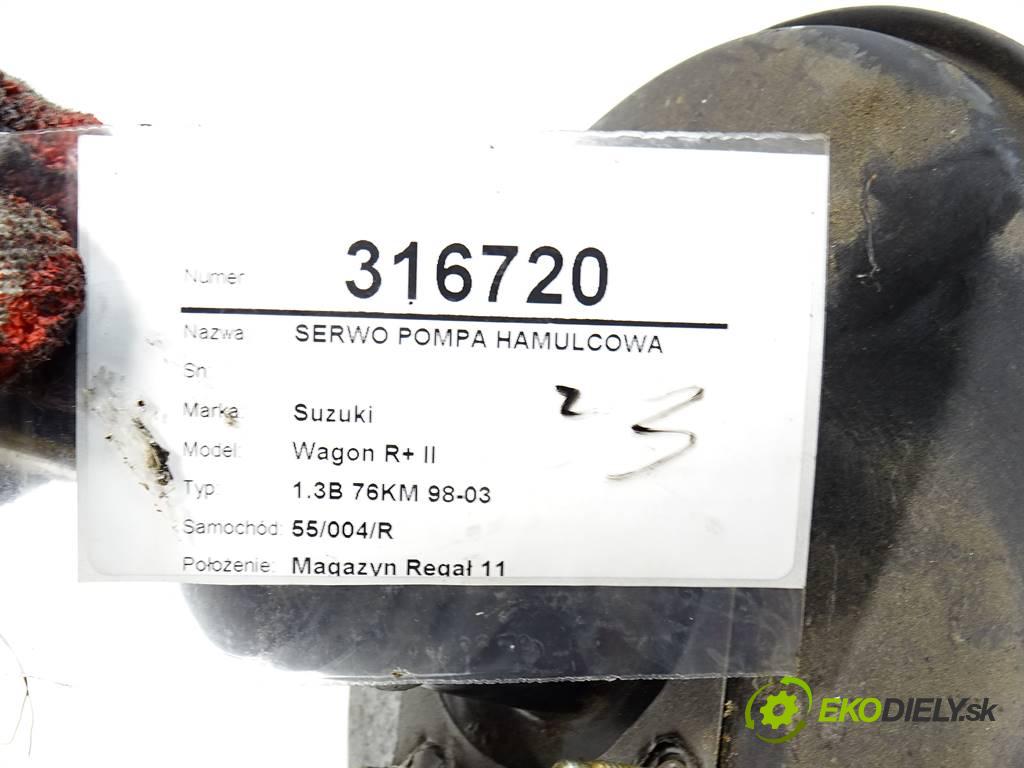 Numer 316720
Nazwa: SERWO POMPA HAMULCOWA
Sn:
Marka: Suzuki
Model: Wagon R+ II
Typ: 1.3B 76KM 98-03
Samochód: 55/004/R
Położenie: Magazyn Regał 11
EKODIELY.sk